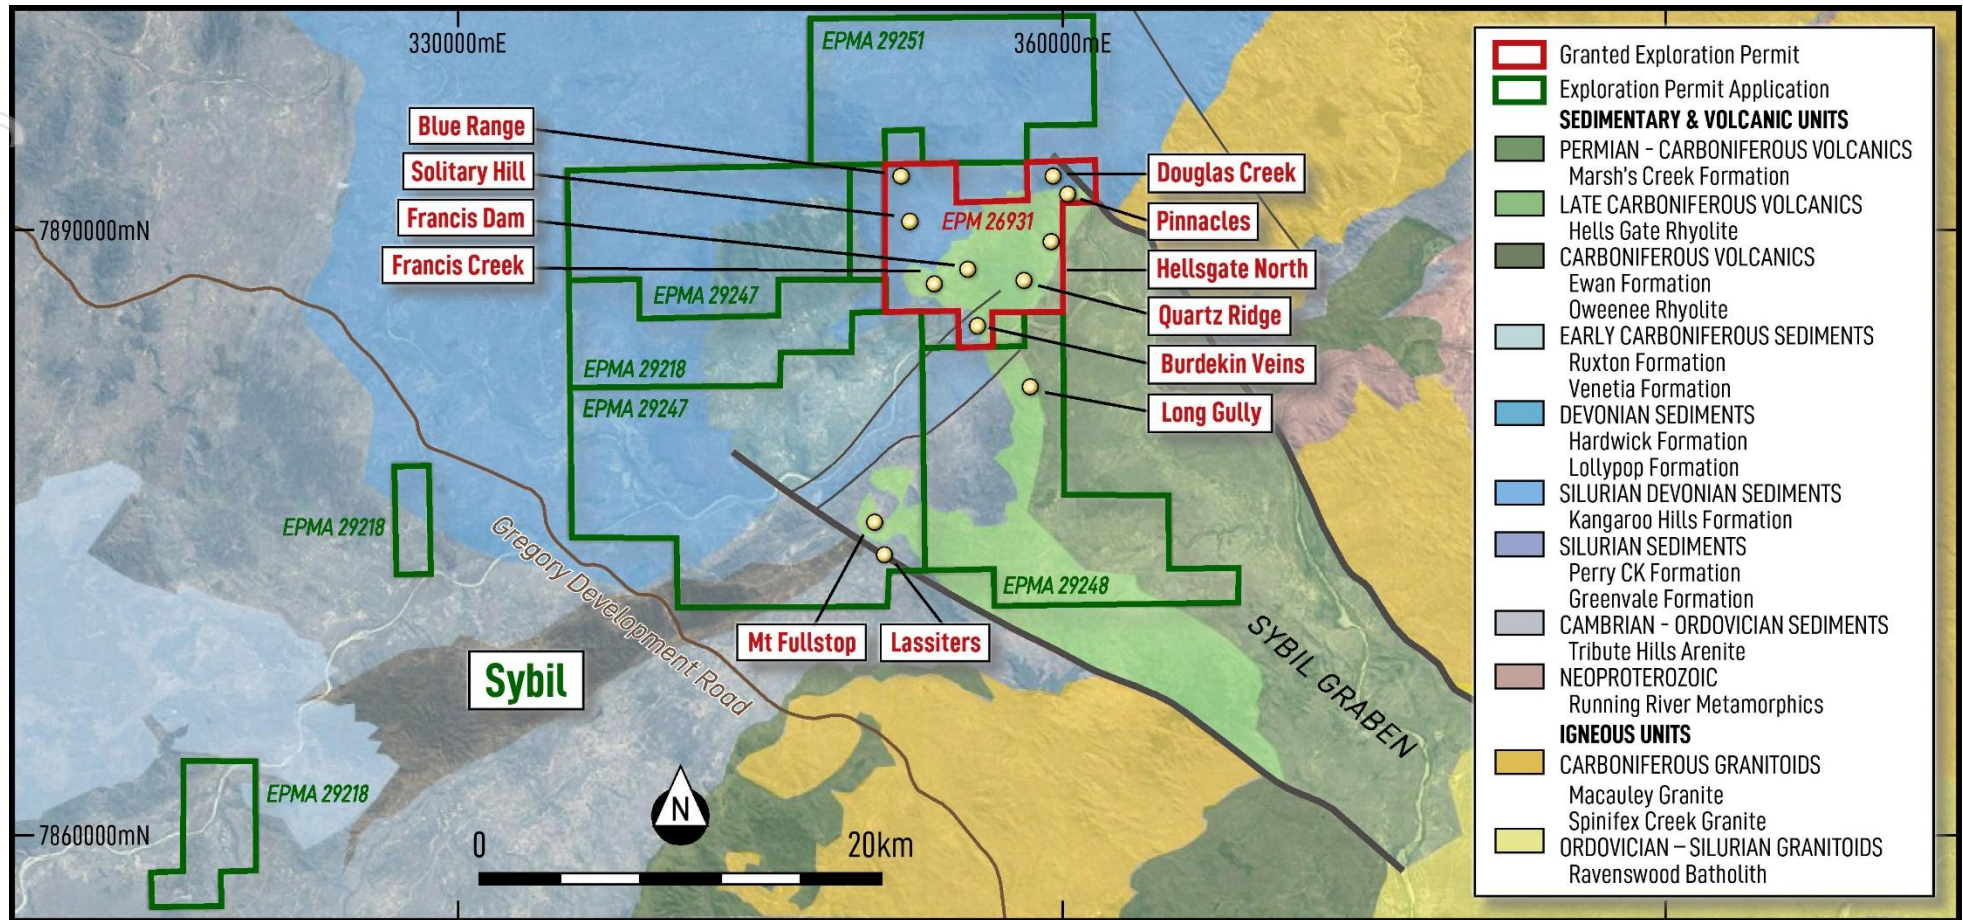 330000mE
360000mE
EPMA 29251
Blue Range
Solitary Hill
Francis Dam
Francis Creek
7890000mN
EPM 26931
Douglas Creek
Pinnacles
Hellsgate North
Quartz Ridge
Burdekin Veins
Long Gully
EPMA 29247
EPMA 29218
EPMA 29247
EPMA 29218
Gregory Development Road
EPMA 29248
Mt Fullstop
Lassiters
Sybil
SYBIL GRABEN
EPMA 29218
7860000mN
N
0
20km
Granted Exploration Permit
Exploration Permit Application
SEDIMENTARY & VOLCANIC UNITS
PERMIAN - CARBONIFEROUS VOLCANICS
Marsh's Creek Formation
LATE CARBONIFEROUS VOLCANICS
Hells Gate Rhyolite
CARBONIFEROUS VOLCANICS
Ewan Formation
Oweenee Rhyolite
EARLY CARBONIFEROUS SEDIMENTS
Ruxton Formation
Venetia Formation
DEVONIAN SEDIMENTS
Hardwick Formation
Lollypop Formation
SILURIAN DEVONIAN SEDIMENTS
Kangaroo Hills Formation
SILURIAN SEDIMENTS
Perry CK Formation
Greenvale Formation
CAMBRIAN - ORDOVICIAN SEDIMENTS
Tribute Hills Arenite
NEOPROTEROZOIC
Running River Metamorphics
IGNEOUS UNITS
CARBONIFEROUS GRANITOIDS
Macauley Granite
Spinifex Creek Granite
ORDOVICIAN – SILURIAN GRANITOIDS
Ravenswood Batholith